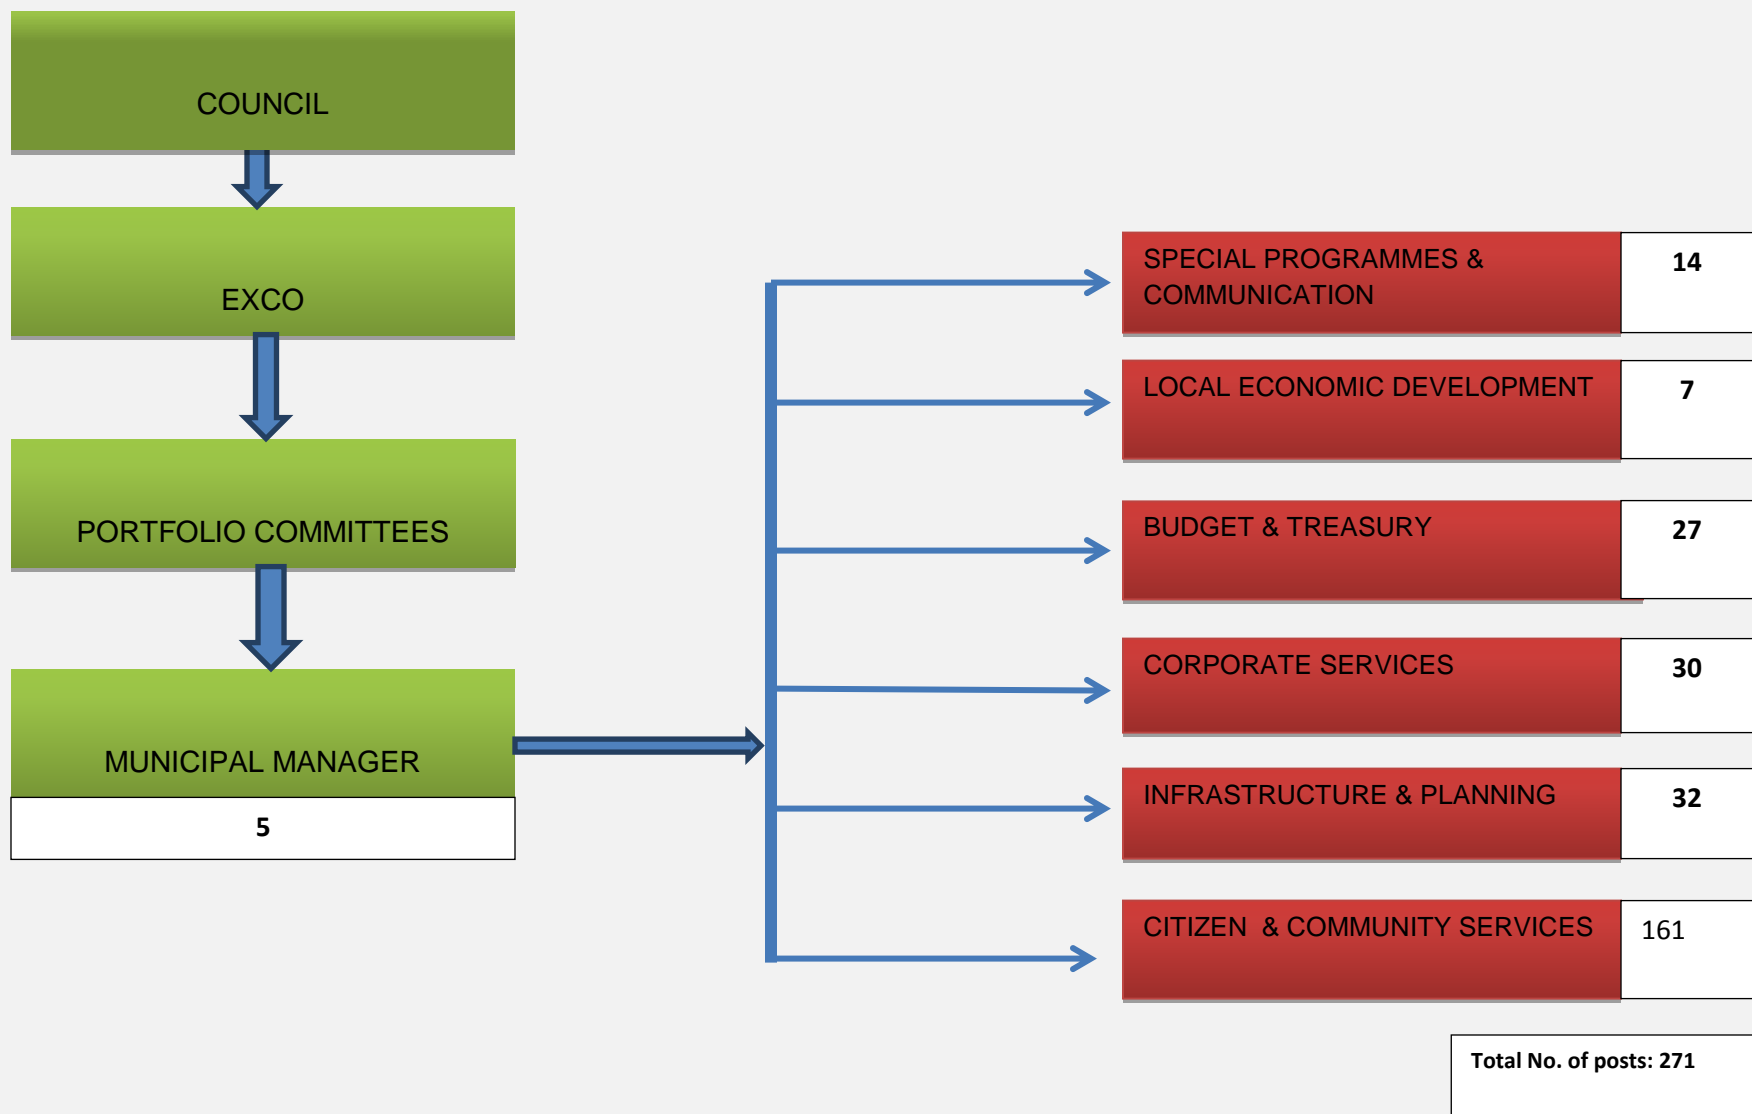 COUNCIL
EXCO
PORTFOLIO COMMITTEES
MUNICIPAL MANAGER
5
SPECIAL PROGRAMMES &
COMMUNICATION
14
LOCAL ECONOMIC DEVELOPMENT
7
BUDGET & TREASURY
27
CORPORATE SERVICES
30
INFRASTRUCTURE & PLANNING
32
CITIZEN  & COMMUNITY SERVICES
161
Total No. of posts: 271